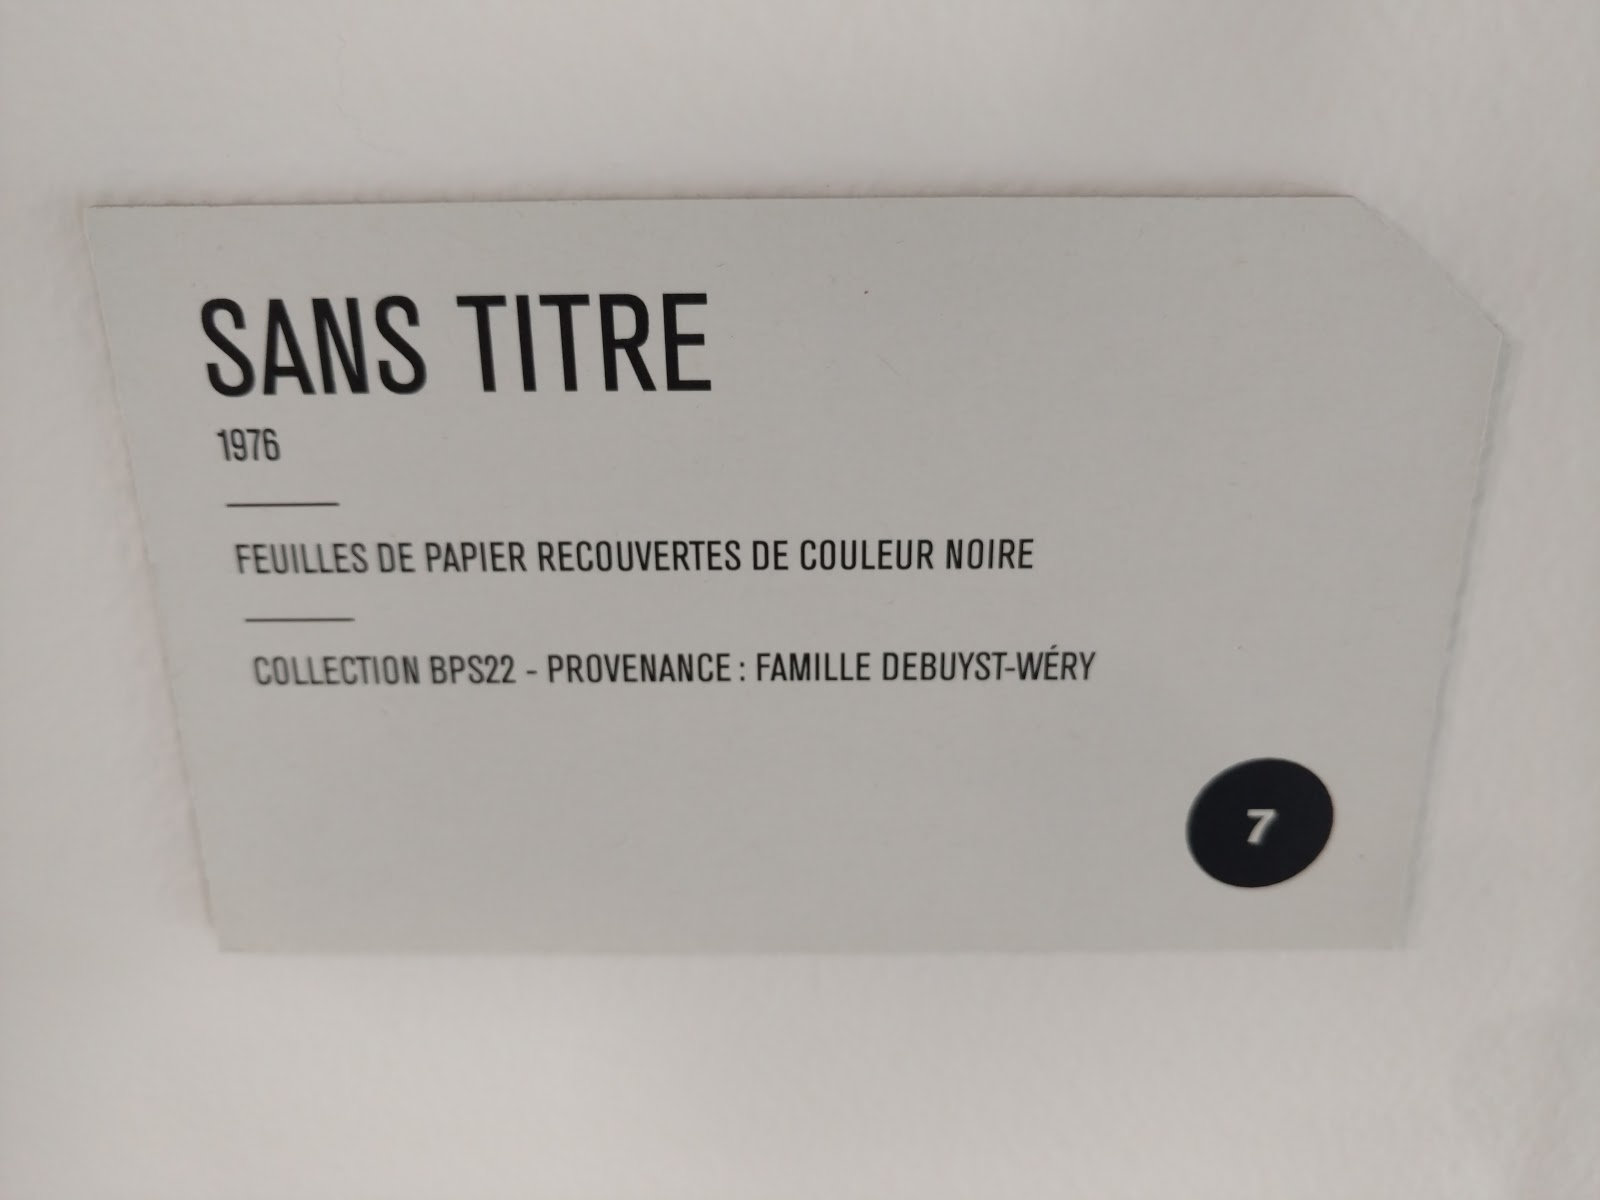 SANS TITRE
1976
FEUILLES DE PAPIER RECOUVERTES DE COULEUR NOIRE
COLLECTION BPS22 - PROVENANCE : FAMILLE DEBUYST-WÉRY
7